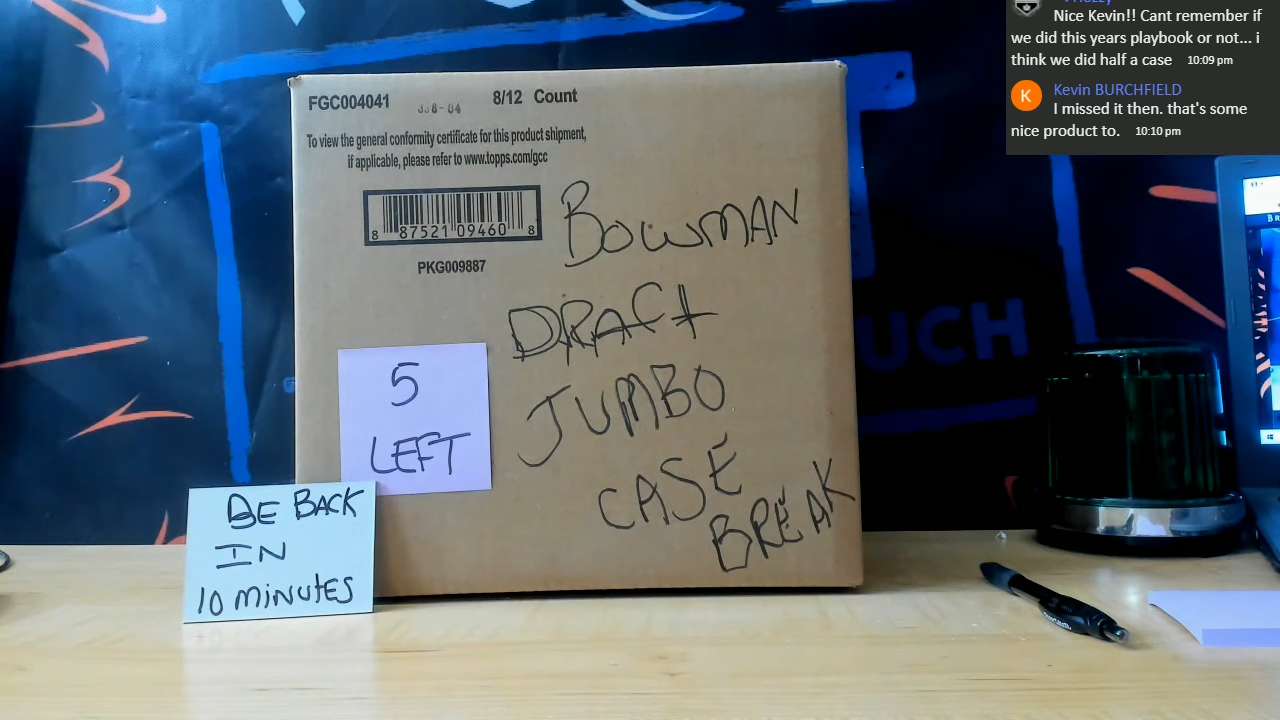 Nice Kevin!! Cant remember if
we did this years playbook or not... i
think we did half a case 10:09 pm
Kevin BURCHFIELD
I missed it then. that's some
nice product to. 10:10 pm
K
FGC004041 8/12 Count
To view the general conformity certificate for this product shipment,
if applicable, please refer to www.topps.com/gcc
8 87521 09460 8
PKG009887
BOWMAN
DRAFT
JUMBO
CASE
BREAK
5
LEFT
BE BACK
IN
10 MINUTES
UCH